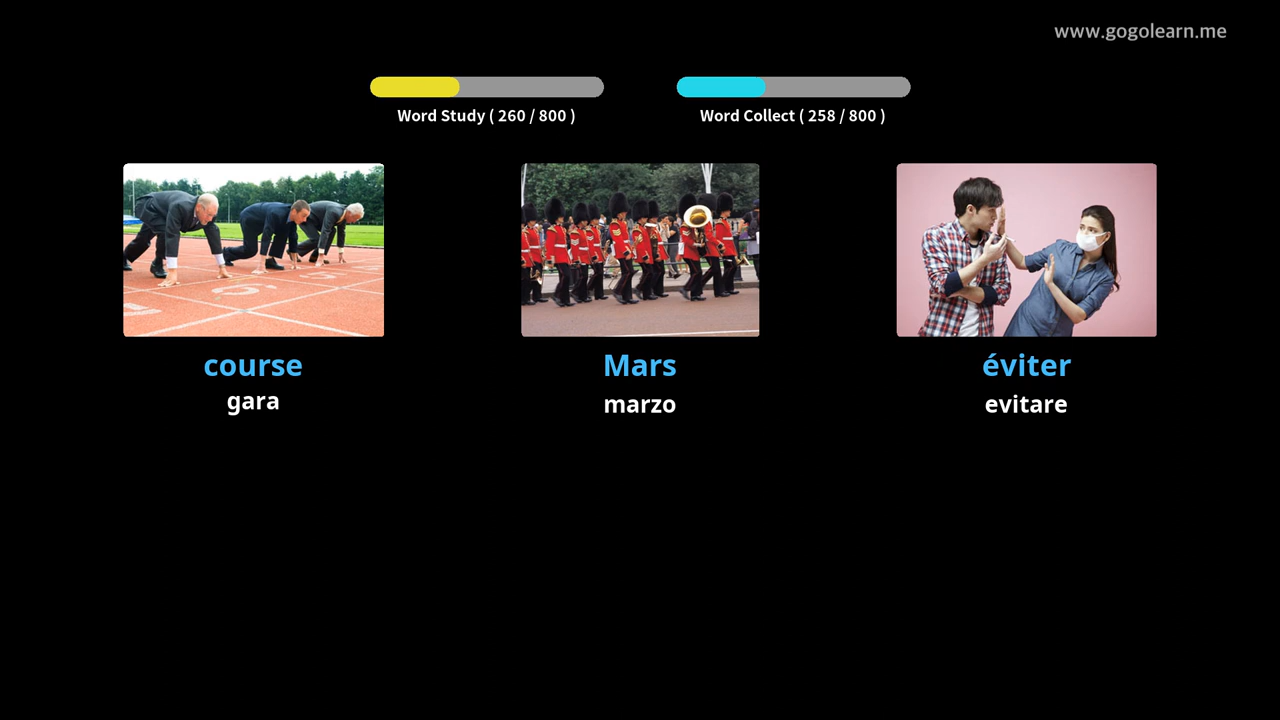 www.gogolearn.me
Word Study ( 260 / 800 )
Word Collect ( 258 / 800 )
course
Mars
éviter
gara
marzo
evitare